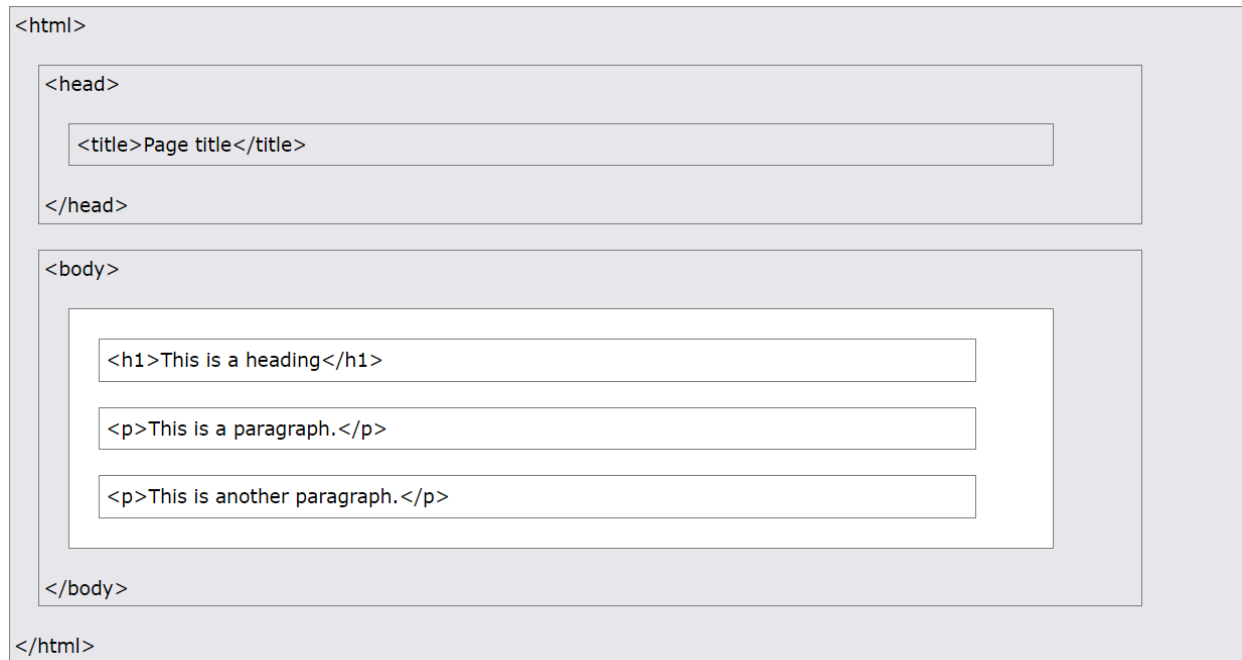 <html>
<head>
<title>Page title</title>
</head>
<body>
<h1>This is a heading</h1>
<p>This is a paragraph.</p>
<p>This is another paragraph.</p>
</body>
</html>